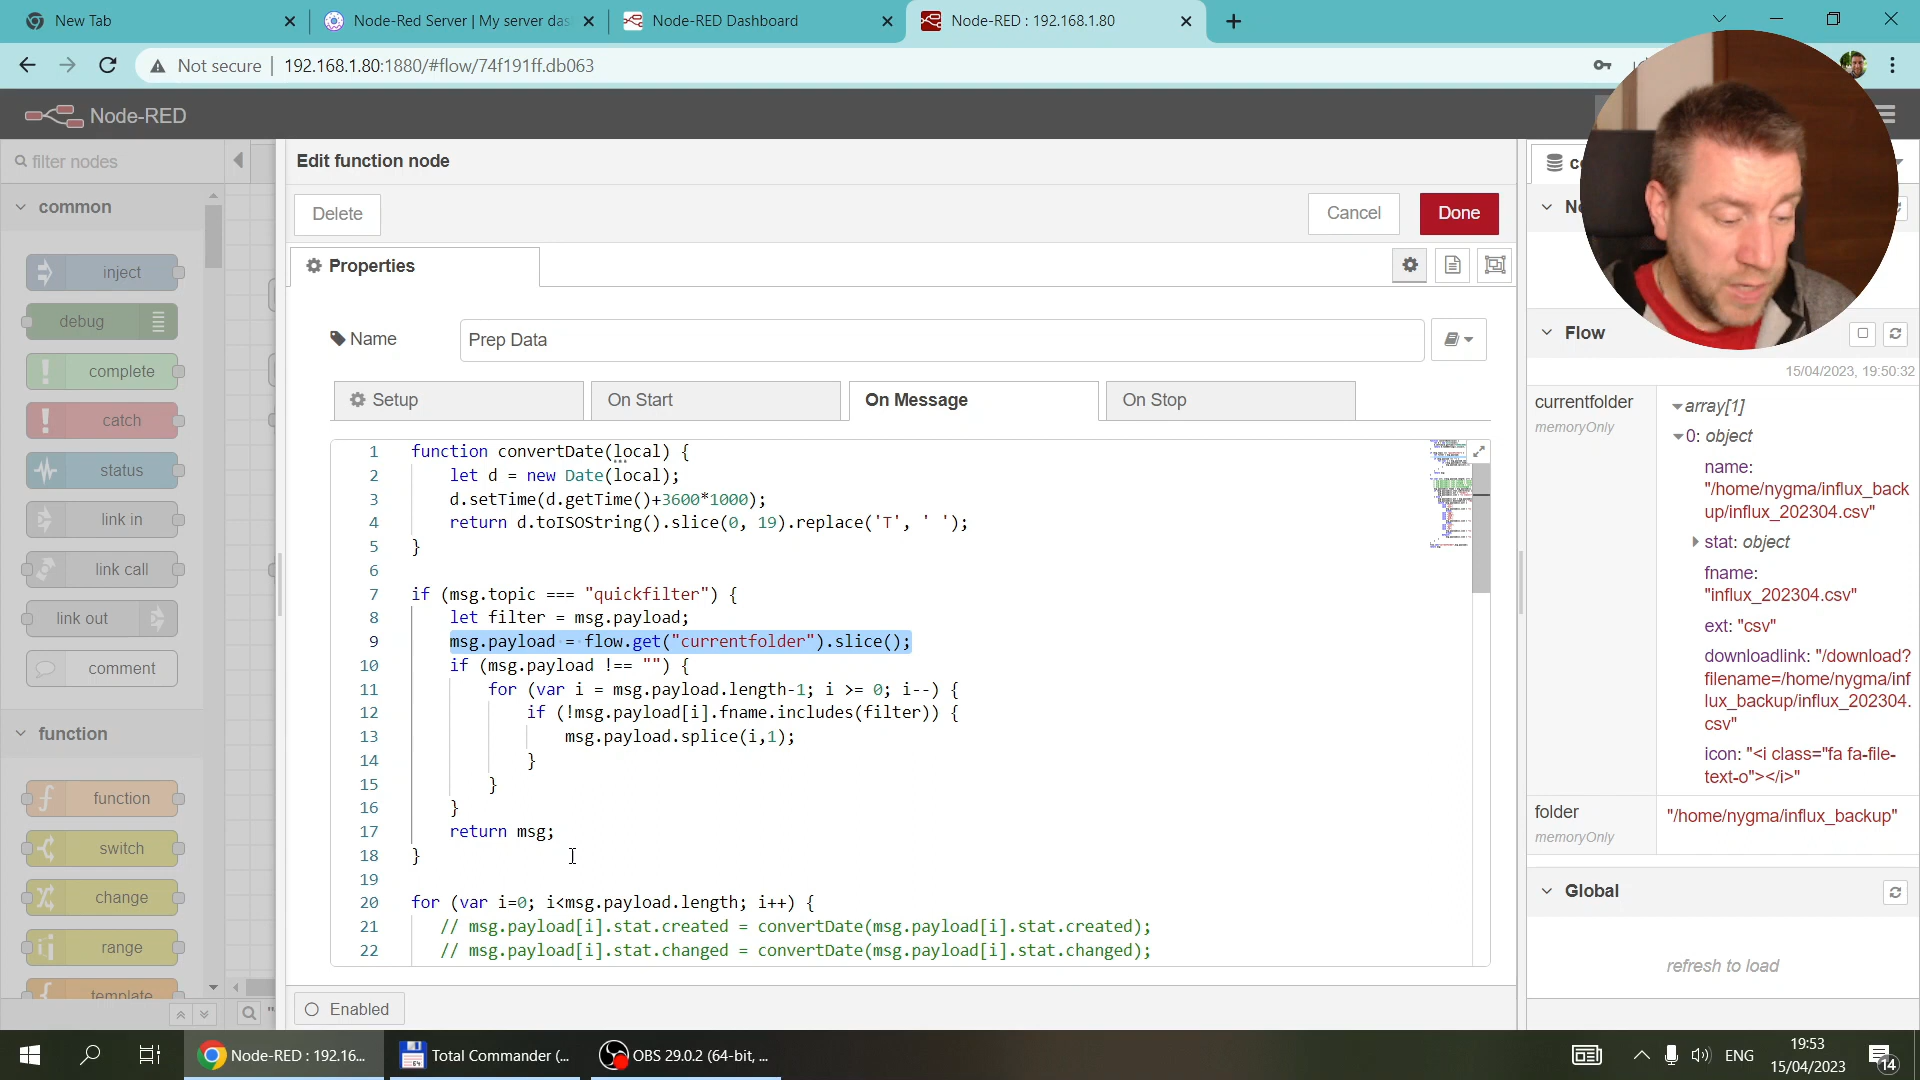 New Tab
Node-Red Server | My server das
Node-RED Dashboard
Node-RED : 192.168.1.80
Not secure
192.168.1.80:1880/#flow/74f191ff.db063
Node-RED
filter nodes
common
inject
debug
complete
catch
status
link in
link call
link out
comment
function
function
switch
change
range
template
Edit function node
Delete
Cancel
Done
Properties
Name
Prep Data
Setup
On Start
On Message
On Stop
1 function convertDate(local) {
2 let d = new Date(local);
3 d.setTime(d.getTime()+3600*1000);
4 return d.toISOString().slice(0, 19).replace('T', ' ');
5 }
6
7 if (msg.topic === "quickfilter") {
8 let filter = msg.payload;
9 msg.payload = flow.get("currentfolder").slice();
10 if (msg.payload !== "") {
11 for (var i = msg.payload.length-1; i >= 0; i--) {
12 if (!msg.payload[i].fname.includes(filter)) {
13 msg.payload.splice(i,1);
14 }
15 }
16 }
17 return msg;
18 }
19
20 for (var i=0; i<msg.payload.length; i++) {
21 // msg.payload[i].stat.created = convertDate(msg.payload[i].stat.created);
22 // msg.payload[i].stat.changed = convertDate(msg.payload[i].stat.changed);
Enabled
Flow
15/04/2023, 19:50:32
currentfolder
memoryOnly
array[1]
0: object
name:
"/home/nygma/influx_back
up/influx_202304.csv"
stat: object
fname:
"influx_202304.csv"
ext: "csv"
downloadlink: "/download?
filename=/home/nygma/inf
lux_backup/influx_202304.
csv"
icon: "<i class="fa fa-file-
text-o"></i>"
folder
memoryOnly
"/home/nygma/influx_backup"
Global
refresh to load
Node-RED : 192.16...
Total Commander (...
OBS 29.0.2 (64-bit, ...
ENG
19:53
15/04/2023
14